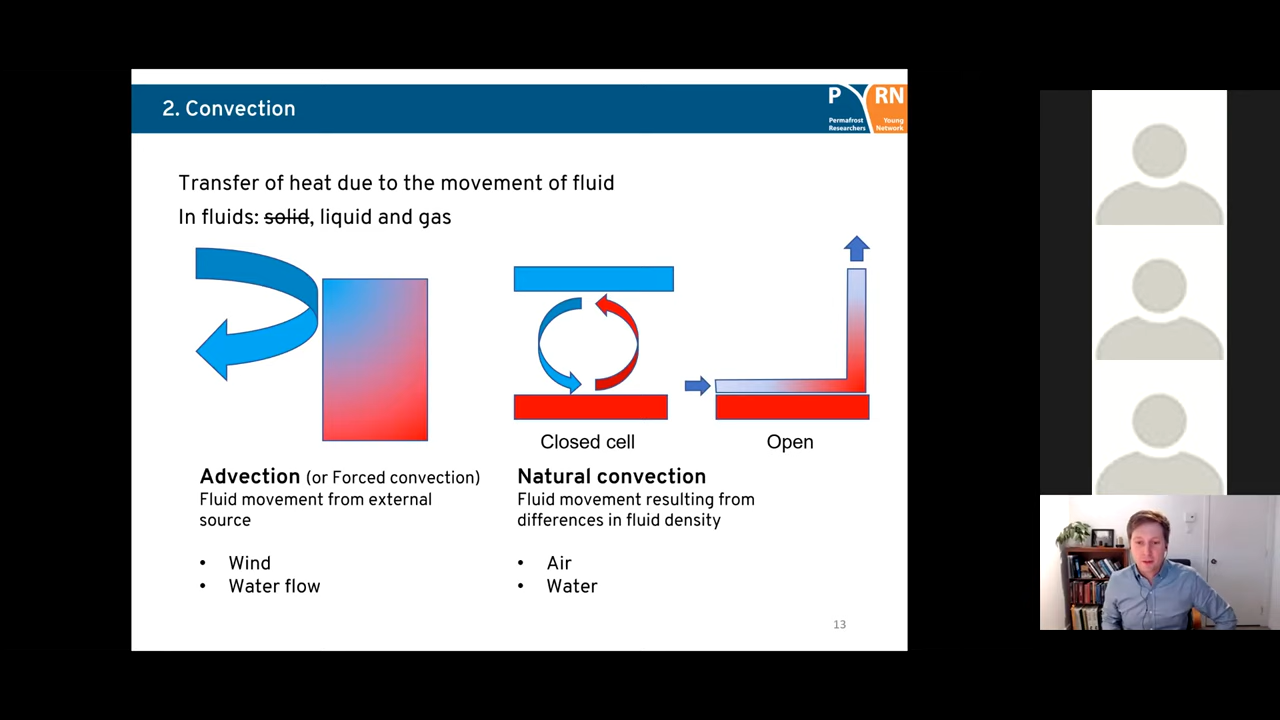 2. Convection
P RN
Permafrost Young
Researchers Network
Transfer of heat due to the movement of fluid
In fluids: solid, liquid and gas
Closed cell
Open
Advection (or Forced convection)
Fluid movement from external
source
• Wind
• Water flow
Natural convection
Fluid movement resulting from
differences in fluid density
• Air
• Water
13